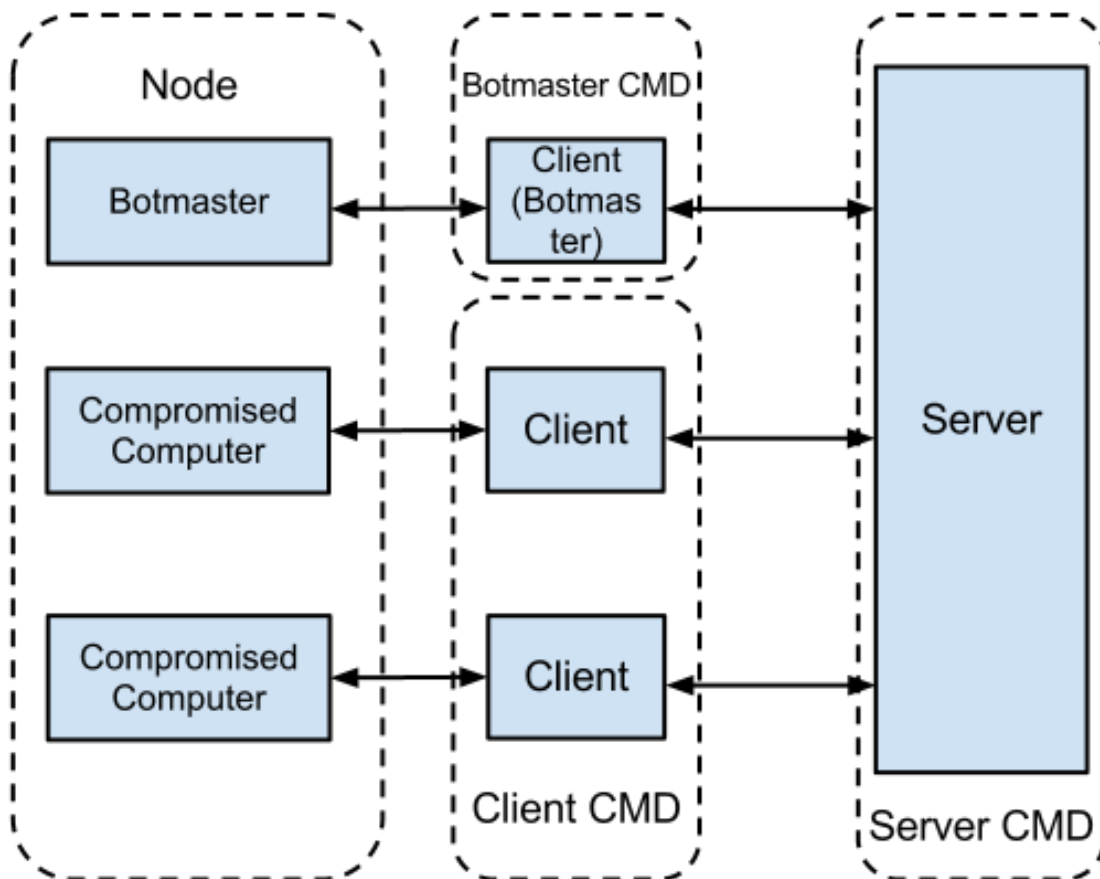 Node
Botmaster
Compromised
Computer
Compromised
Computer
Botmaster CMD
Client
(Botmas
ter)
Client
Client
Client CMD
Server
Server CMD